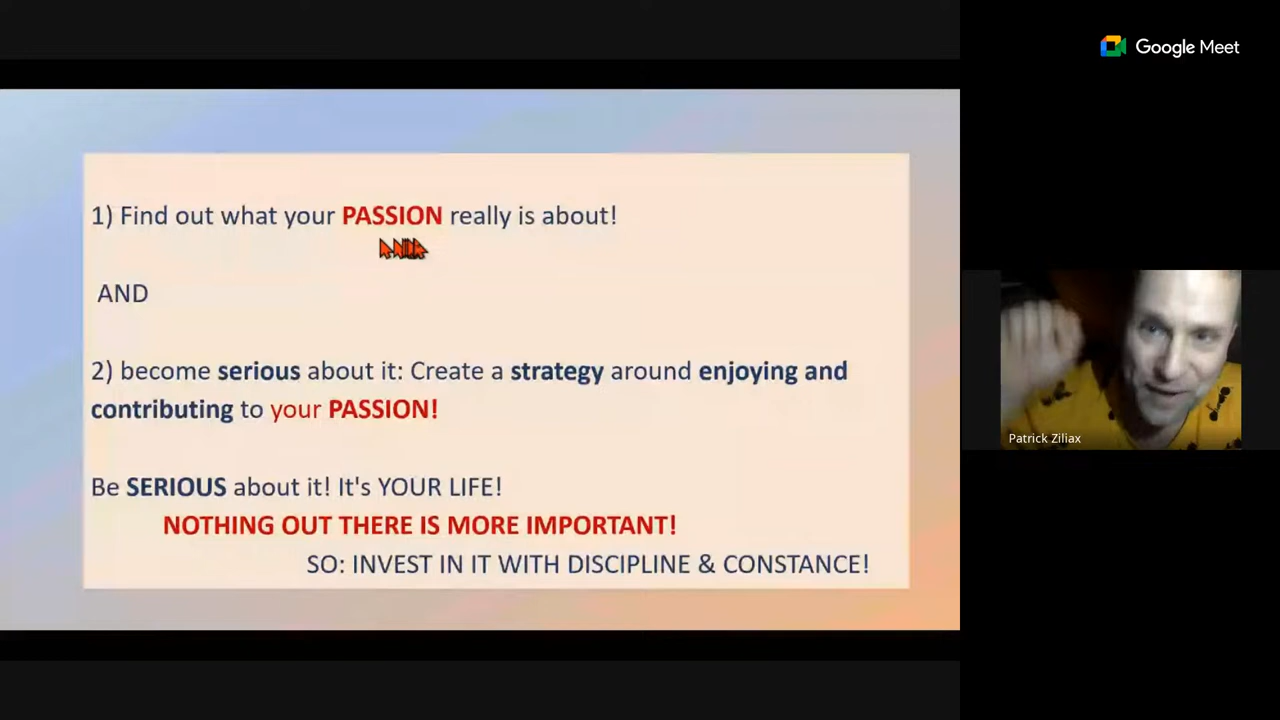 Google Meet
1) Find out what your PASSION really is about!
AND
2) become serious about it: Create a strategy around enjoying and
contributing to your PASSION!
Be SERIOUS about it! It's YOUR LIFE!
NOTHING OUT THERE IS MORE IMPORTANT!
SO: INVEST IN IT WITH DISCIPLINE & CONSTANCE!
Patrick Ziliax